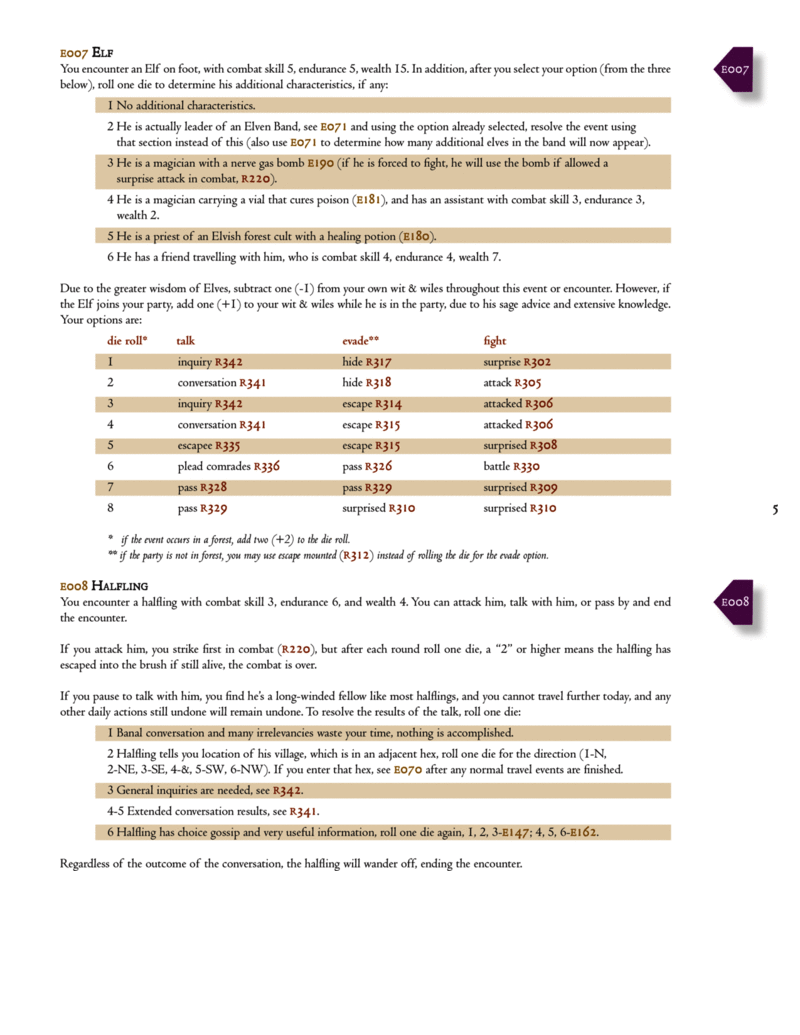 E007 ELF
E007
You encounter an Elf on foot, with combat skill 5, endurance 5, wealth 15. In addition, after you select your option (from the three
below), roll one die to determine his additional characteristics, if any:
1 No additional characteristics.
2 He is actually leader of an Elven Band, see E071 and using the option already selected, resolve the event using
that section instead of this (also use E071 to determine how many additional elves in the band will now appear).
3 He is a magician with a nerve gas bomb E190 (if he is forced to fight, he will use the bomb if allowed a
surprise attack in combat, R220).
4 He is a magician carrying a vial that cures poison (E181), and has an assistant with combat skill 3, endurance 3,
wealth 2.
5 He is a priest of an Elvish forest cult with a healing potion (E180).
6 He has a friend travelling with him, who is combat skill 4, endurance 4, wealth 7.
Due to the greater wisdom of Elves, subtract one (-1) from your own wit & wiles throughout this event or encounter. However, if
the Elf joins your party, add one (+1) to your wit & wiles while he is in the party, due to his sage advice and extensive knowledge.
Your options are:
die roll* talk evade** fight
1 inquiry R342 hide R317 surprise R302
2 conversation R341 hide R318 attack R305
3 inquiry R342 escape R314 attacked R306
4 conversation R341 escape R315 attacked R306
5 escapee R335 escape R315 surprised R308
6 plead comrades R336 pass R326 battle R330
7 pass R328 pass R329 surprised R309
8 pass R329 surprised R310 surprised R310
5
* if the event occurs in a forest, add two (+2) to the die roll.
** if the party is not in forest, you may use escape mounted (R312) instead of rolling the die for the evade option.
E008 HALFLING
E008
You encounter a halfling with combat skill 3, endurance 6, and wealth 4. You can attack him, talk with him, or pass by and end
the encounter.
If you attack him, you strike first in combat (R220), but after each round roll one die, a “2” or higher means the halfling has
escaped into the brush if still alive, the combat is over.
If you pause to talk with him, you find he’s a long-winded fellow like most halflings, and you cannot travel further today, and any
other daily actions still undone will remain undone. To resolve the results of the talk, roll one die:
1 Banal conversation and many irrelevancies waste your time, nothing is accomplished.
2 Halfling tells you location of his village, which is in an adjacent hex, roll one die for the direction (1-N,
2-NE, 3-SE, 4-&, 5-SW, 6-NW). If you enter that hex, see E070 after any normal travel events are finished.
3 General inquiries are needed, see R342.
4-5 Extended conversation results, see R341.
6 Halfling has choice gossip and very useful information, roll one die again, 1, 2, 3-E147; 4, 5, 6-E162.
Regardless of the outcome of the conversation, the halfling will wander off, ending the encounter.